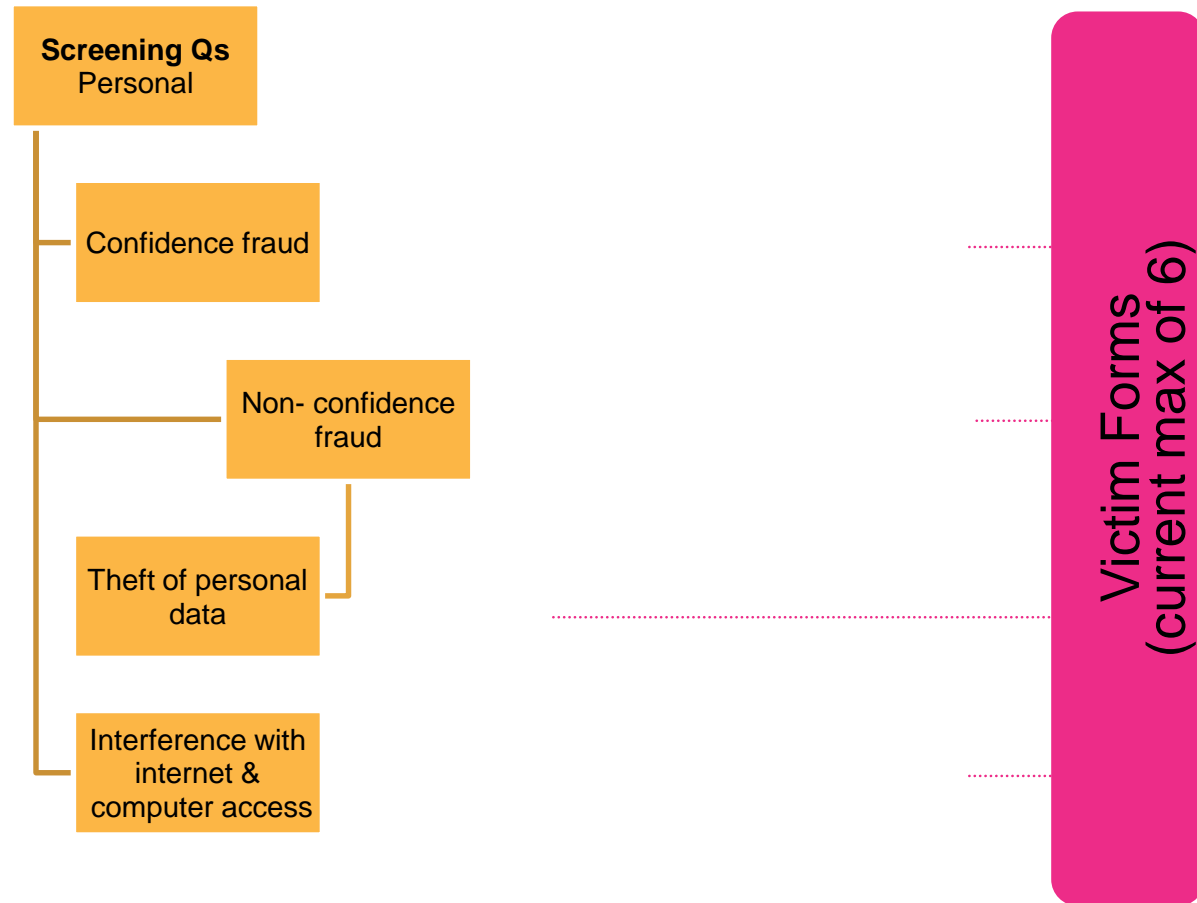 Screening Qs
Personal
Confidence fraud
Non- confidence
fraud
Theft of personal
data
Interference with
internet &
computer access
Victim Forms
(current max of 6)